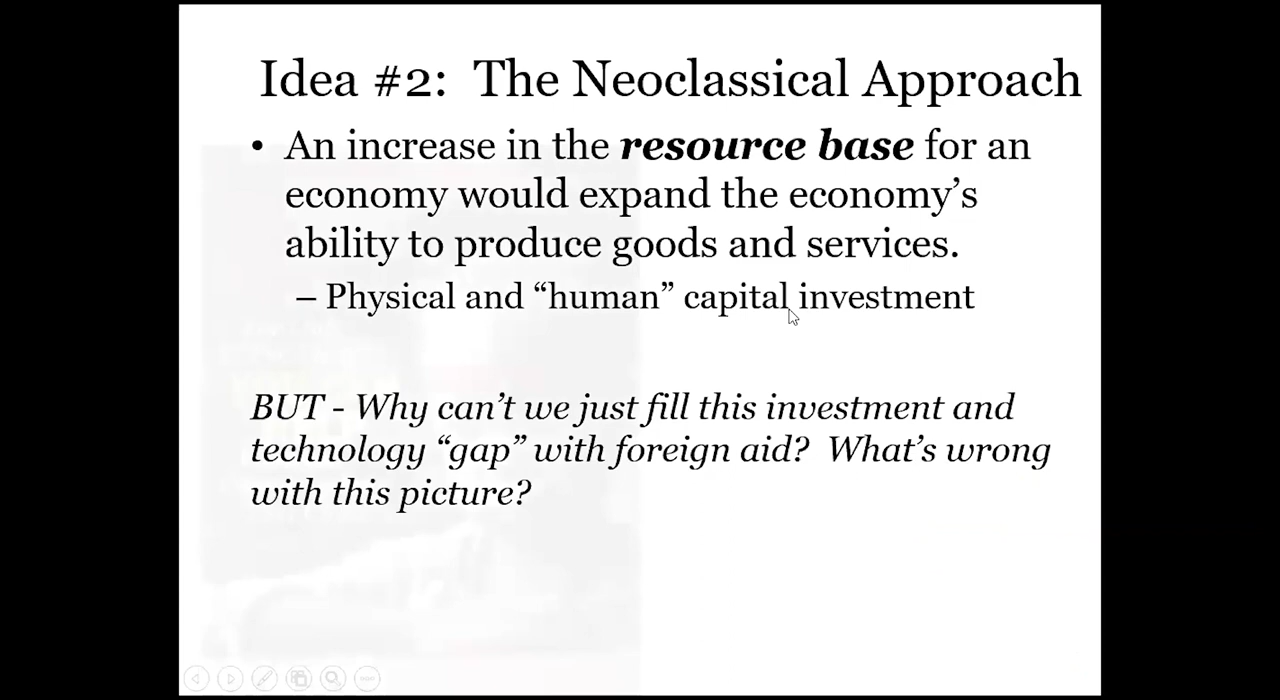 Idea #2:  The Neoclassical Approach
• An increase in the resource base for an
economy would expand the economy’s
ability to produce goods and services.
– Physical and “human” capital investment
BUT - Why can’t we just fill this investment and
technology “gap” with foreign aid?  What’s wrong
with this picture?